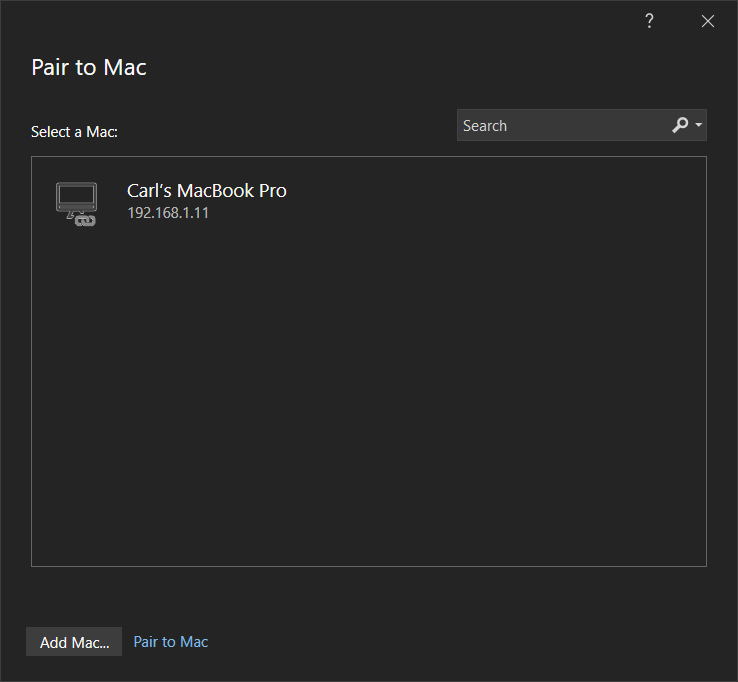 ?
Pair to Mac
Select a Mac:
Search
Carl‘s MacBook Pro
192.168.1.11
Add Mac...
Pair to Mac